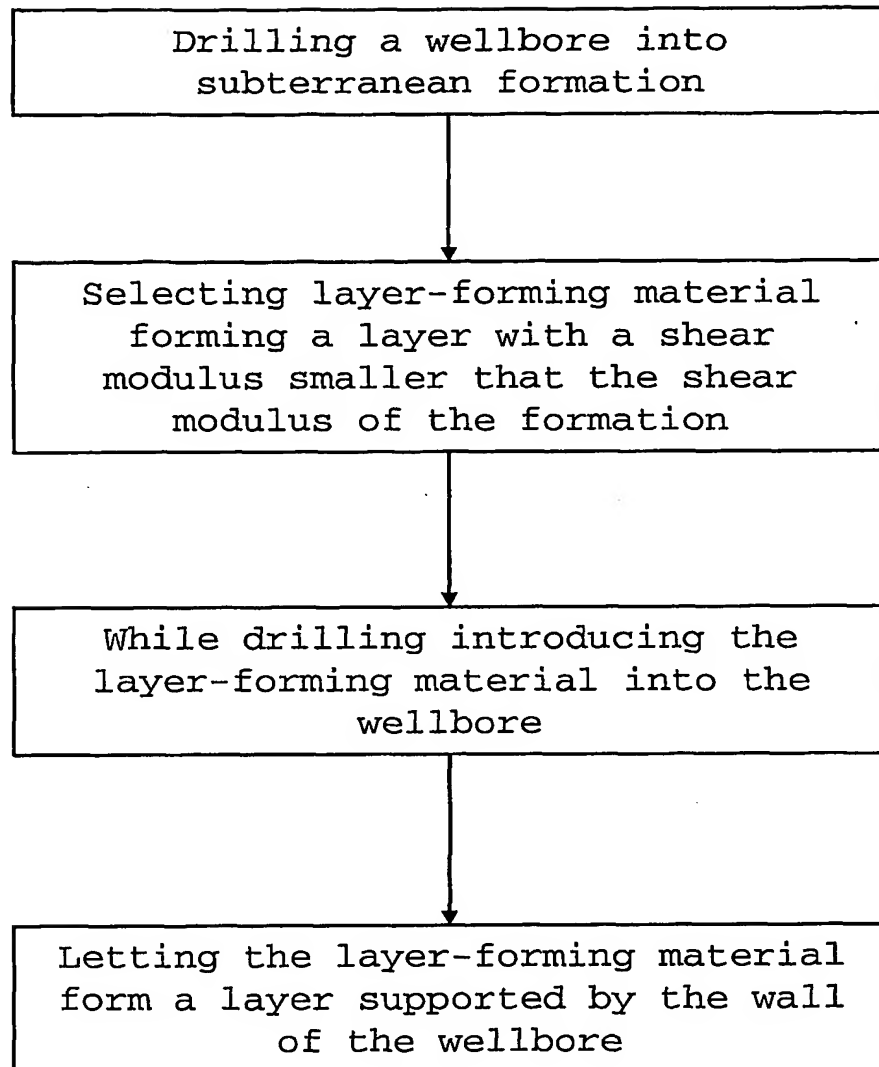 Drilling a wellbore into
subterranean formation
Selecting layer-forming material
forming a layer with a shear
modulus smaller that the shear
modulus of the formation
While drilling introducing the
layer-forming material into the
wellbore
Letting the layer-forming material
form a layer supported by the wall
of the wellbore